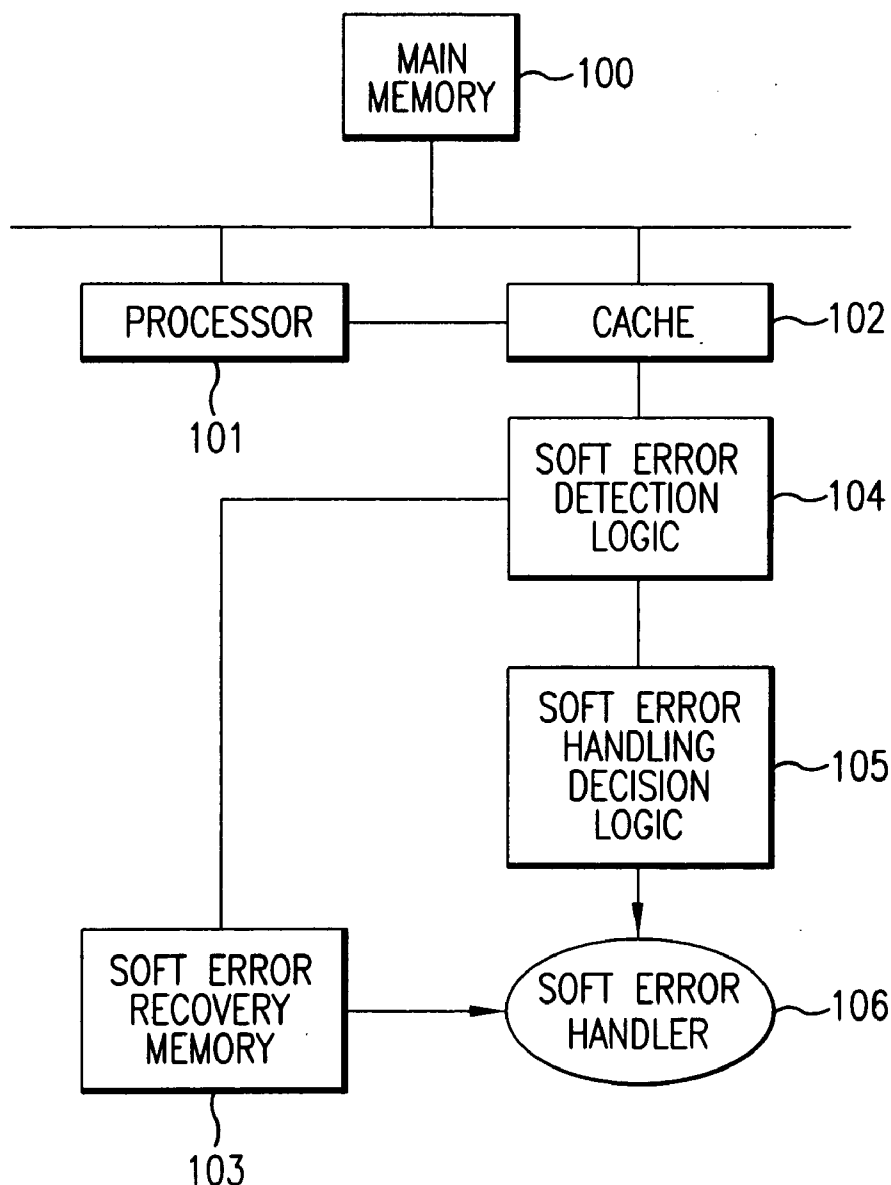 MAIN
MEMORY
100
PROCESSOR
CACHE
102
101
SOFT ERROR
DETECTION
LOGIC
104
SOFT ERROR
HANDLING
DECISION
LOGIC
105
SOFT ERROR
RECOVERY
MEMORY
SOFT ERROR
HANDLER
106
103